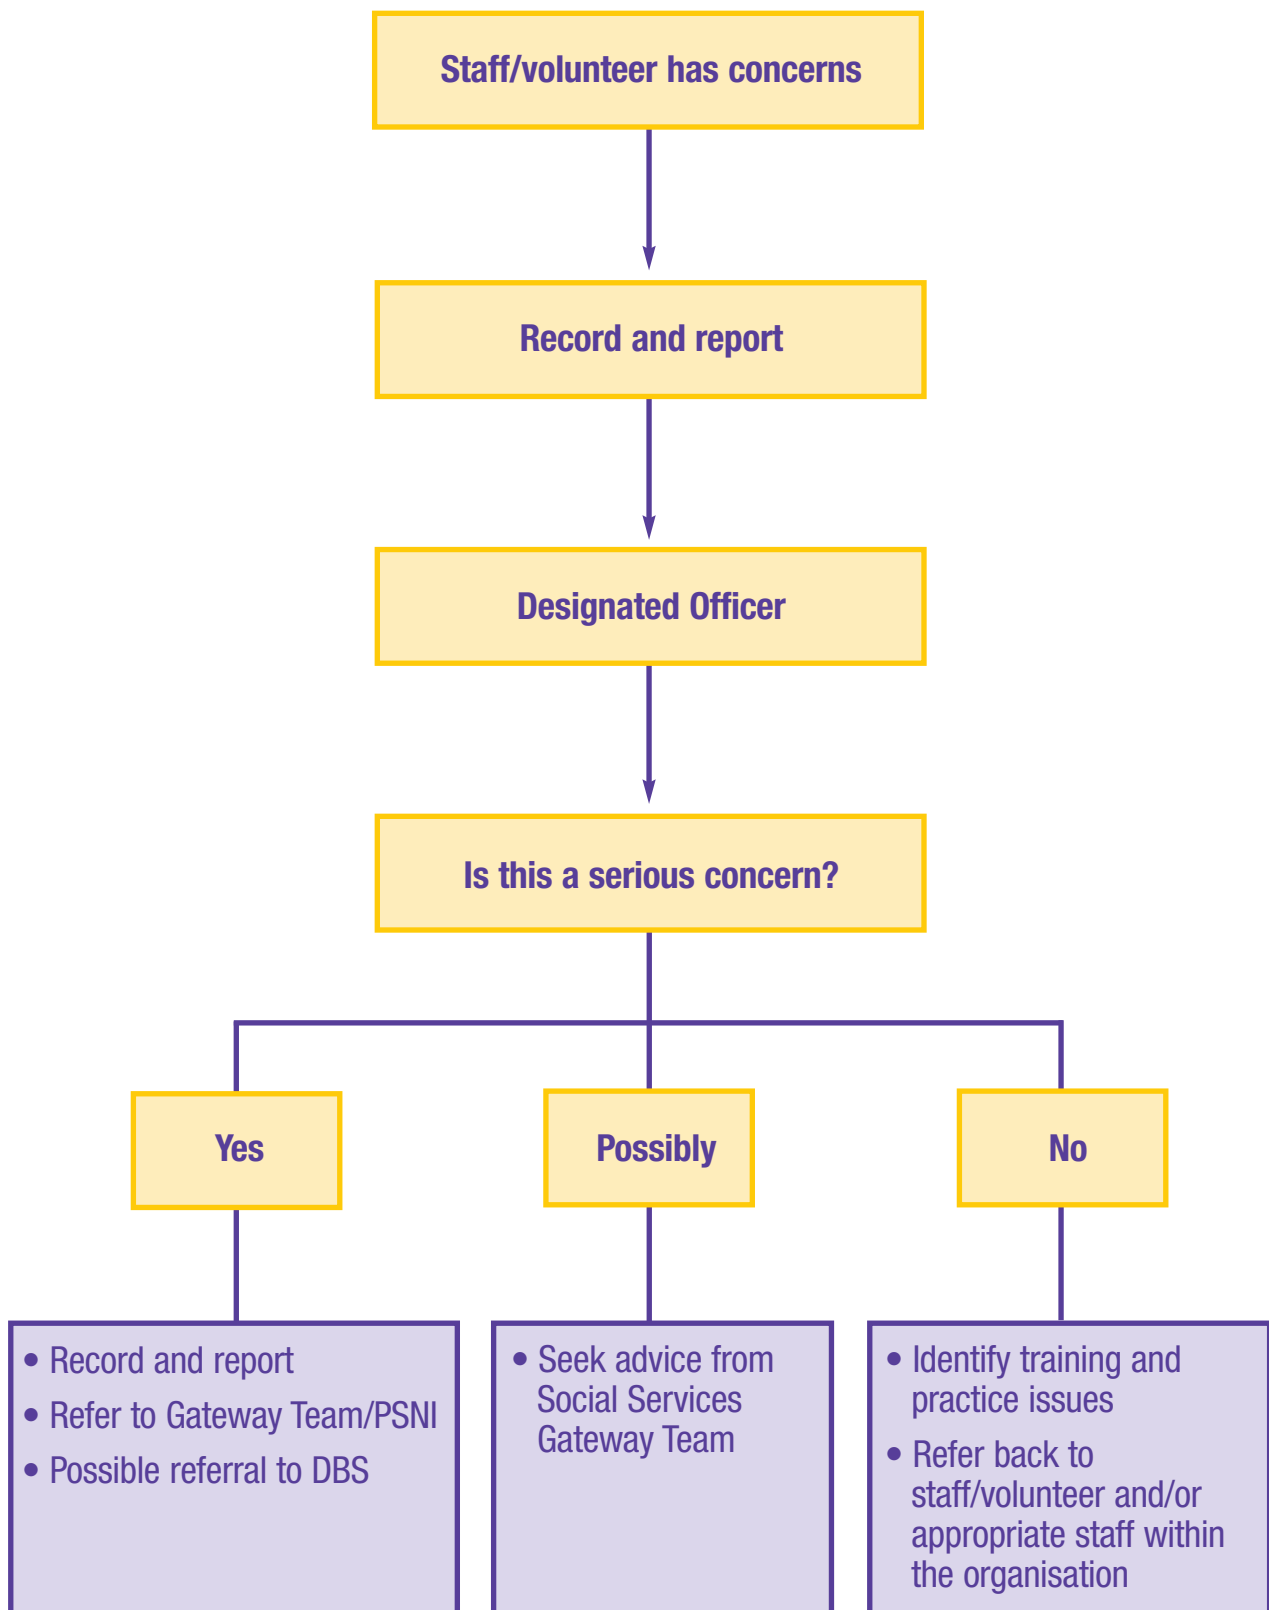 Staff/volunteer has concerns
Record and report
Designated Officer
Is this a serious concern?
Yes
Possibly
No
• Record and report
• Refer to Gateway Team/PSNI
• Possible referral to DBS
• Seek advice from
Social Services
Gateway Team
• Identify training and
practice issues
• Refer back to
staff/volunteer and/or
appropriate staff within
the organisation